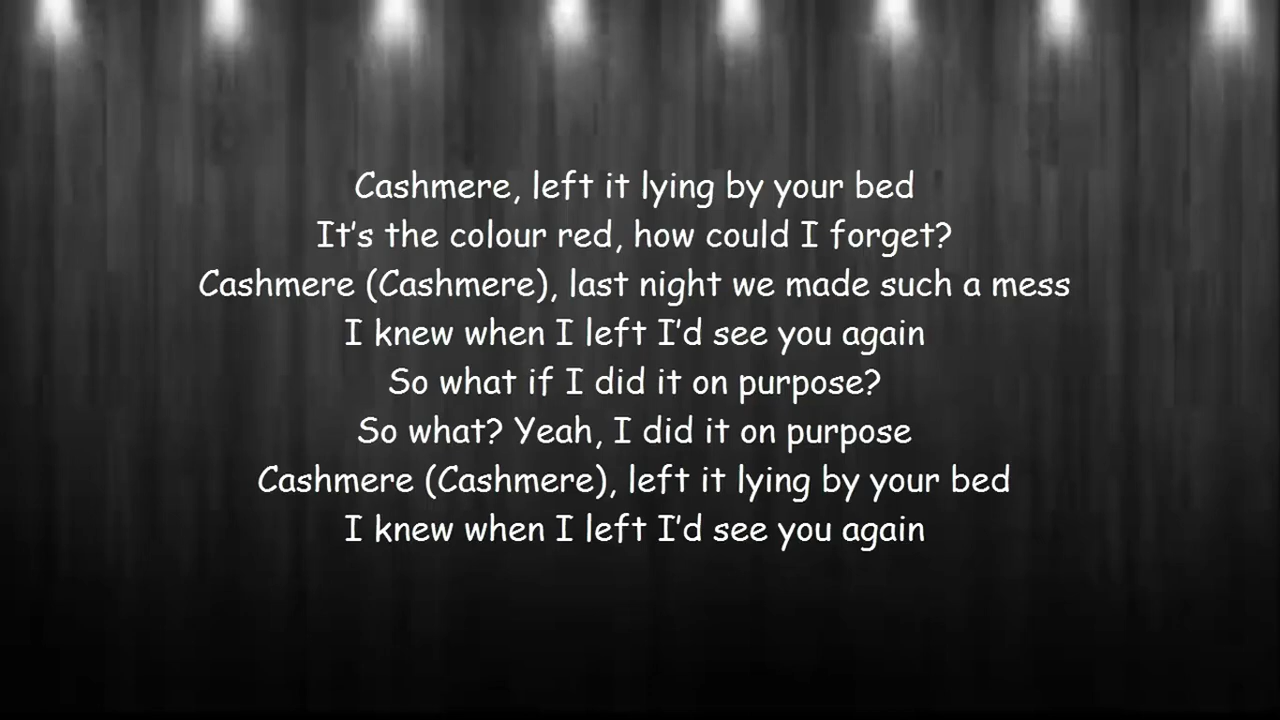 Cashmere, left it lying by your bed
It's the colour red, how could I forget?
Cashmere (Cashmere), last night we made such a mess
I knew when I left I'd see you again
So what if I did it on purpose?
So what? Yeah, I did it on purpose
Cashmere (Cashmere), left it lying by your bed
I knew when I left I'd see you again